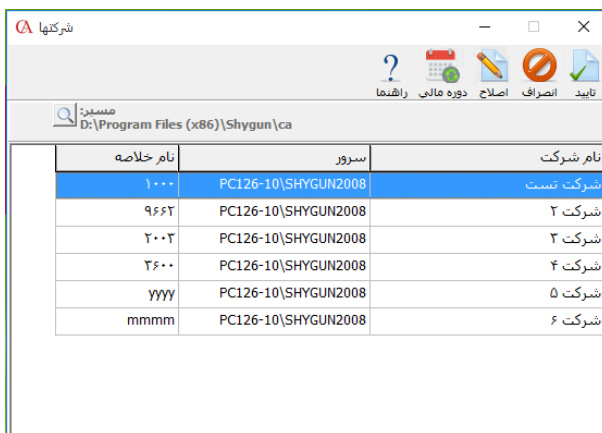 شرکتها CA
تایید انصراف اصلاح دوره مالی راهنما
مسیر:
D:\Program Files (x86)\Shygun\ca
نام شرکت سرور نام خلاصه
شرکت تست PC126-10\SHYGUN2008 ۱۰۰۰
شرکت ۲ PC126-10\SHYGUN2008 ۹۶۶۲
شرکت ۳ PC126-10\SHYGUN2008 ۲۰۰۳
شرکت ۴ PC126-10\SHYGUN2008 ۳۶۰۰
شرکت ۵ PC126-10\SHYGUN2008 yyyy
شرکت ۶ PC126-10\SHYGUN2008 mmmm